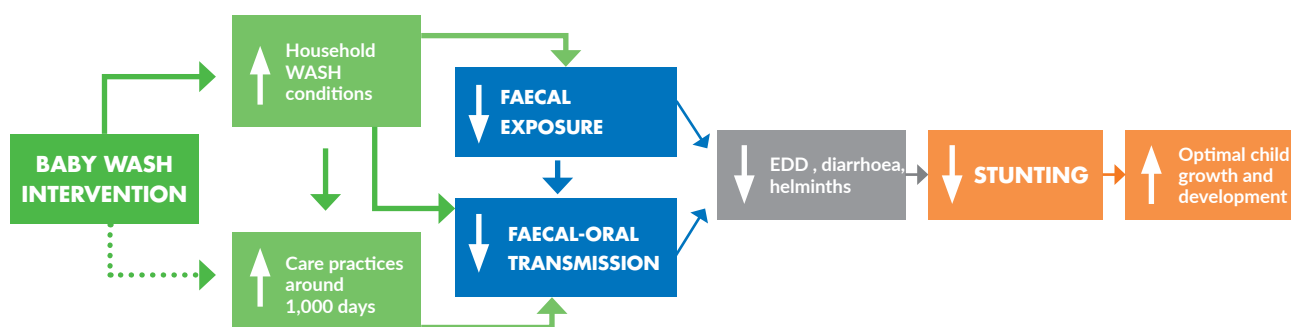 BABY WASH
INTERVENTION
Household
WASH
conditions
Care practices
around
1,000 days
FAECAL
EXPOSURE
FAECAL-ORAL
TRANSMISSION
EDD , diarrhoea,
helminths
STUNTING
Optimal child
growth and
development